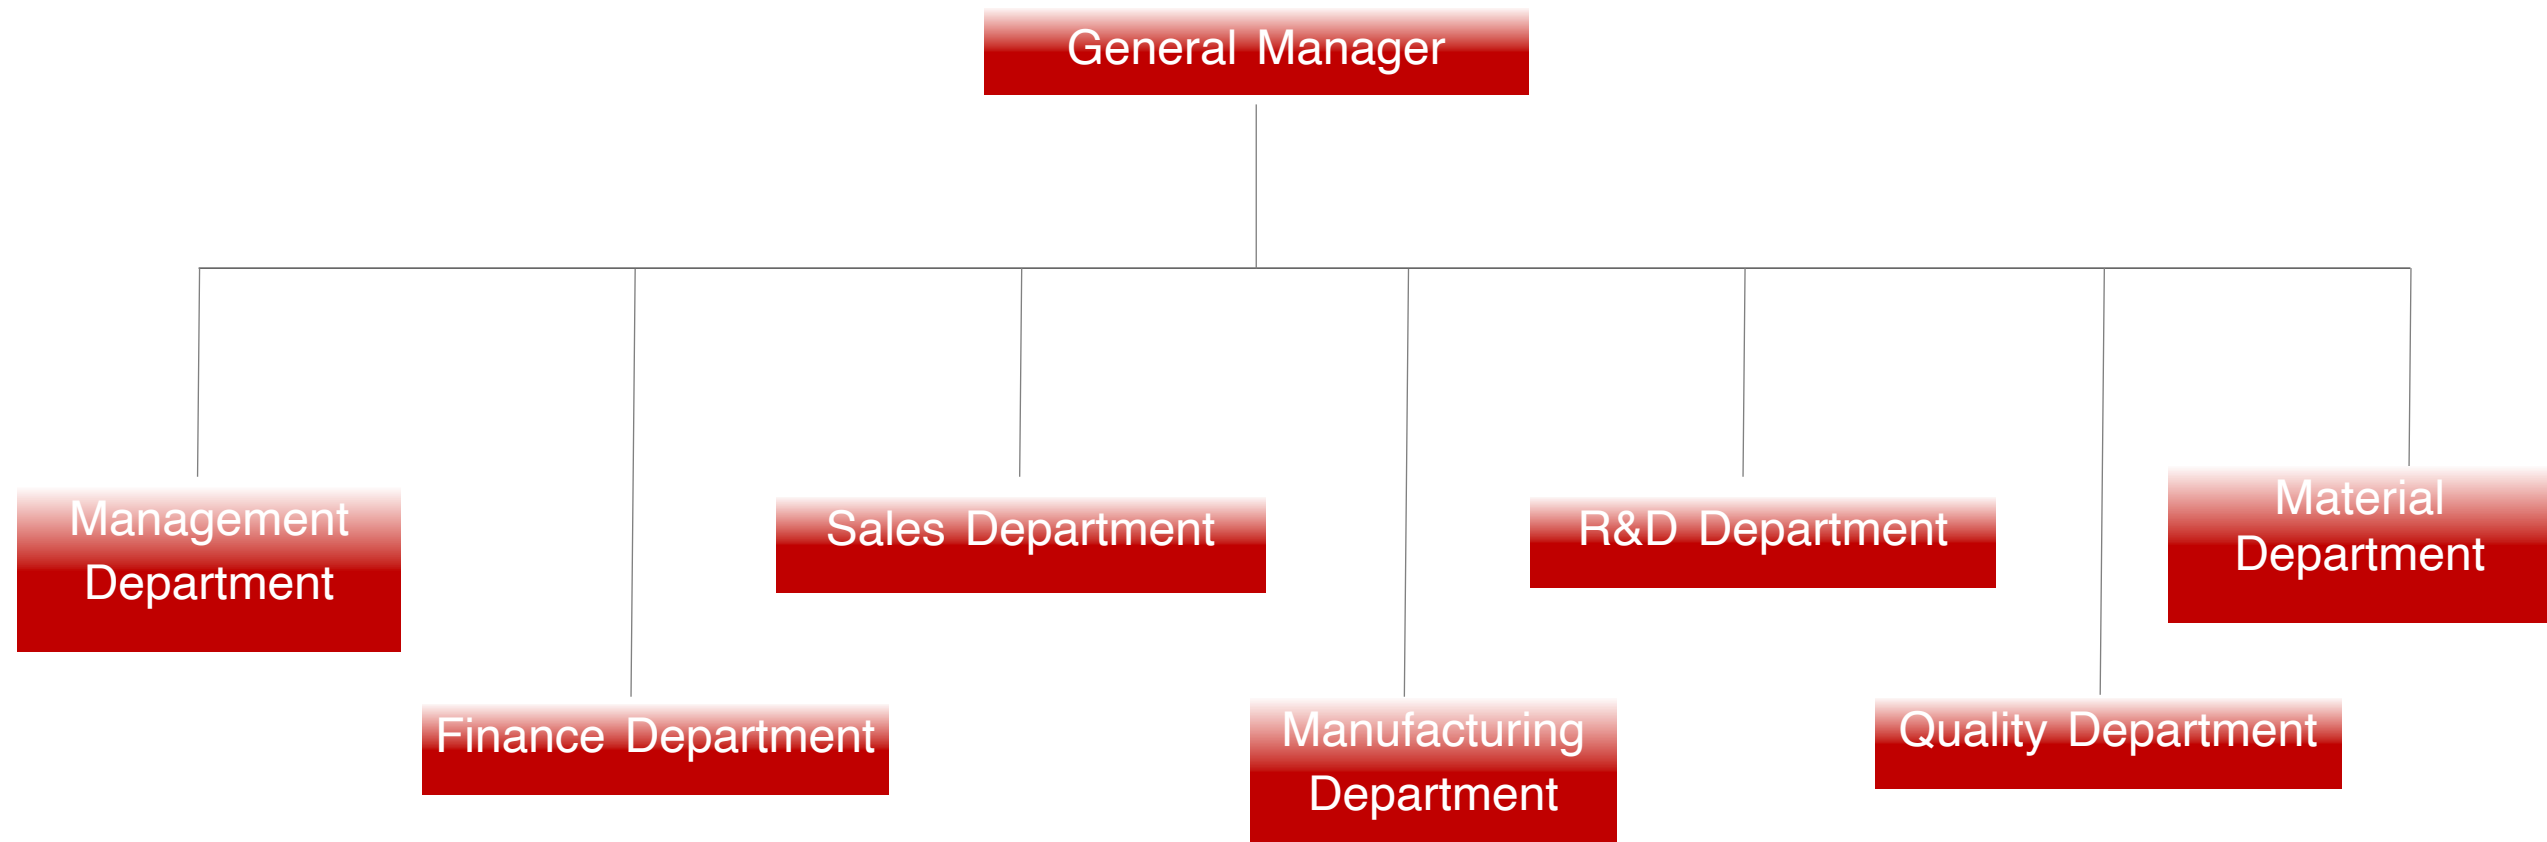 General Manager
Management
Department
Sales Department
R&D Department
Material
Department
Finance Department
Manufacturing
Department
Quality Department